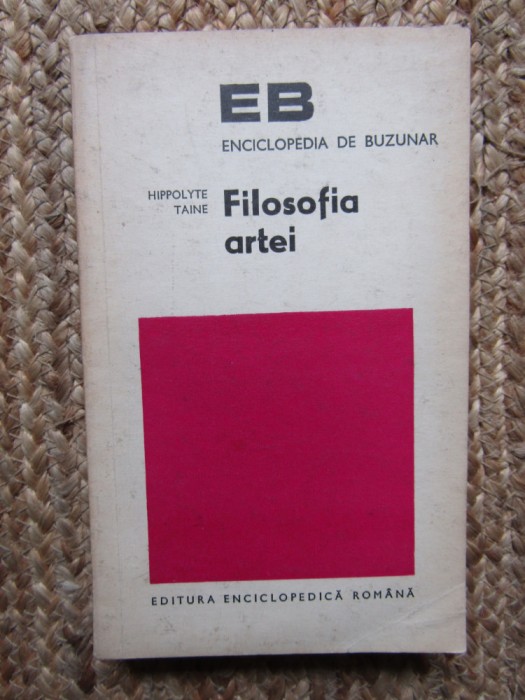 EB
ENCICLOPEDIA DE BUZUNAR
HIPPOLYTE
TAINE
Filosofia
artei
EDITURA ENCICLOPEDICĂ ROMÂNĂ